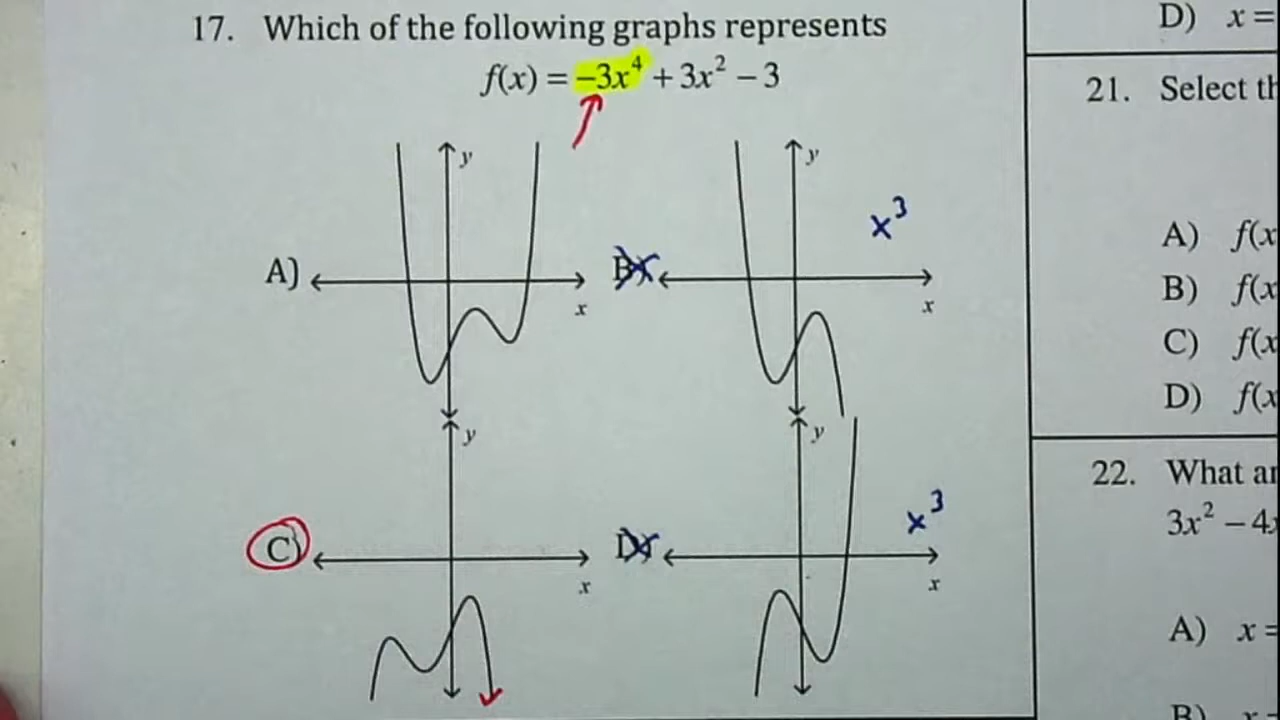 17. Which of the following graphs represents
f(x) = −3x⁴ + 3x² − 3
y
y
x³
A)
x
B)
x
y
y
x³
C)
x
D)
x
D) x =
21. Select th
A) f(x
B) f(x
C) f(x
D) f(x
22. What ar
3x² − 4x
A) x =
B) x =